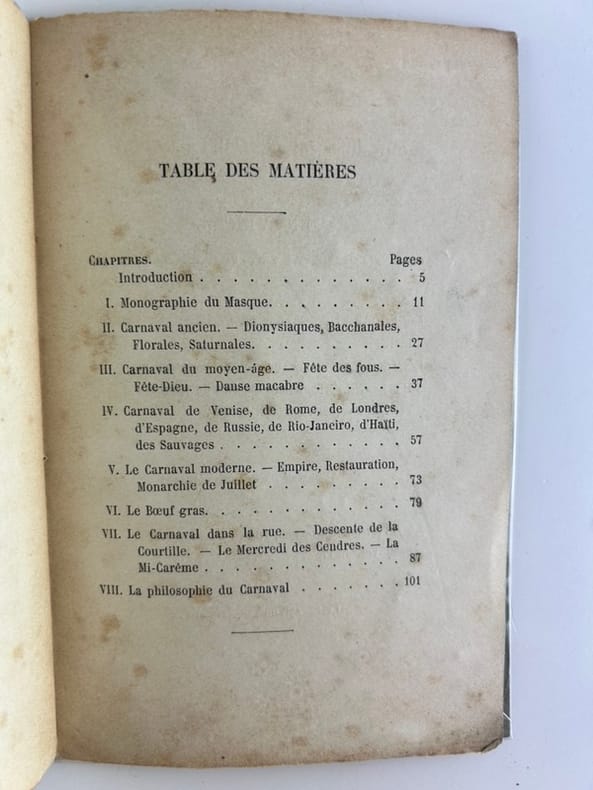 TABLE DES MATIÈRES
CHAPITRES. Pages
Introduction . . . . . . . . . . . . . . 5
I. Monographie du Masque. . . . . . . . . 11
II. Carnaval ancien. — Dionysiaques, Bacchanales,
Florales, Saturnales. . . . . . . . . . 27
III. Carnaval du moyen-âge. — Fête des fous. —
Fête-Dieu. — Danse macabre . . . . . . 37
IV. Carnaval de Venise, de Rome, de Londres,
d'Espagne, de Russie, de Rio-Janeiro, d'Haïti,
des Sauvages . . . . . . . . . . . . 57
V. Le Carnaval moderne. — Empire, Restauration,
Monarchie de Juillet . . . . . . . . . 73
VI. Le Bœuf gras. . . . . . . . . . . . . 79
VII. Le Carnaval dans la rue. — Descente de la
Courtille. — Le Mercredi des Cendres. — La
Mi-Carême . . . . . . . . . . . . . 87
VIII. La philosophie du Carnaval . . . . . . . 101